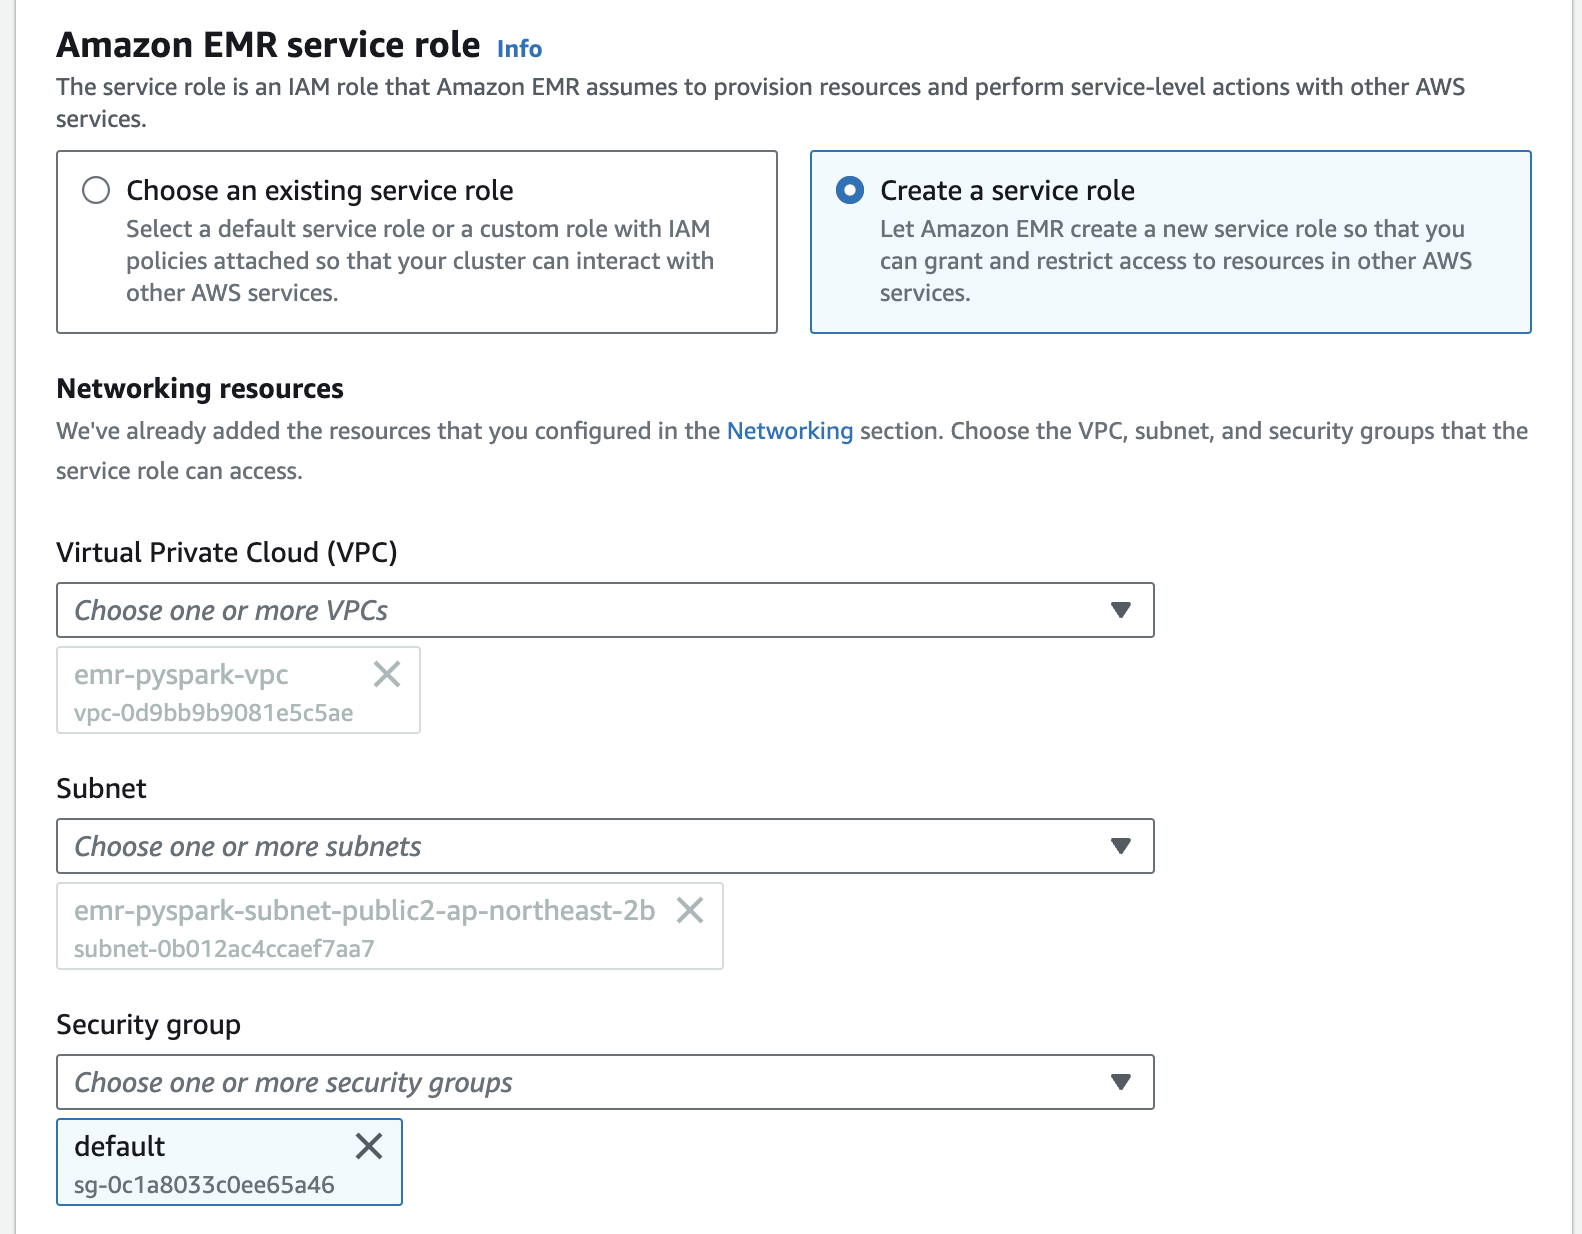 Amazon EMR service role Info
The service role is an IAM role that Amazon EMR assumes to provision resources and perform service-level actions with other AWS
services.
Choose an existing service role
Select a default service role or a custom role with IAM
policies attached so that your cluster can interact with
other AWS services.
Create a service role
Let Amazon EMR create a new service role so that you
can grant and restrict access to resources in other AWS
services.
Networking resources
We've already added the resources that you configured in the Networking section. Choose the VPC, subnet, and security groups that the
service role can access.
Virtual Private Cloud (VPC)
Choose one or more VPCs
emr-pyspark-vpc
vpc-0d9bb9b9081e5c5ae
Subnet
Choose one or more subnets
emr-pyspark-subnet-public2-ap-northeast-2b
subnet-0b012ac4ccaef7aa7
Security group
Choose one or more security groups
default
sg-0c1a8033c0ee65a46